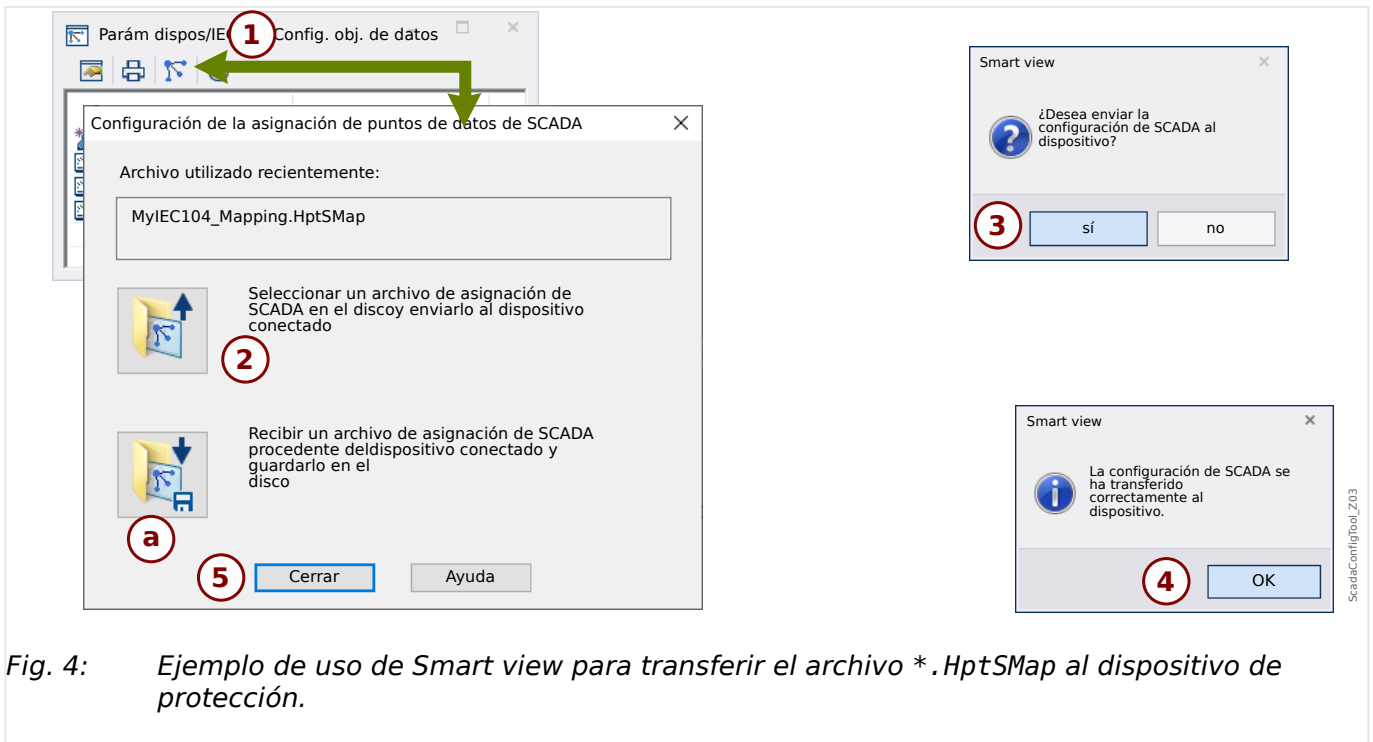 Parám dispos/IE
1
Config. obj. de datos
Configuración de la asignación de puntos de datos de SCADA
Archivo utilizado recientemente:
MyIEC104_Mapping.HptSMap
Seleccionar un archivo de asignación de
SCADA en el discoy enviarlo al dispositivo
conectado
2
Recibir un archivo de asignación de SCADA
procedente deldispositivo conectado y
guardarlo en el
disco
a
5
Cerrar
Ayuda
Smart view
¿Desea enviar la
configuración de SCADA al
dispositivo?
3
sí
no
Smart view
La configuración de SCADA se
ha transferido
correctamente al
dispositivo.
4
OK
ScadaConfigTool_Z03
Fig. 4: Ejemplo de uso de Smart view para transferir el archivo *.HptSMap al dispositivo de
protección.